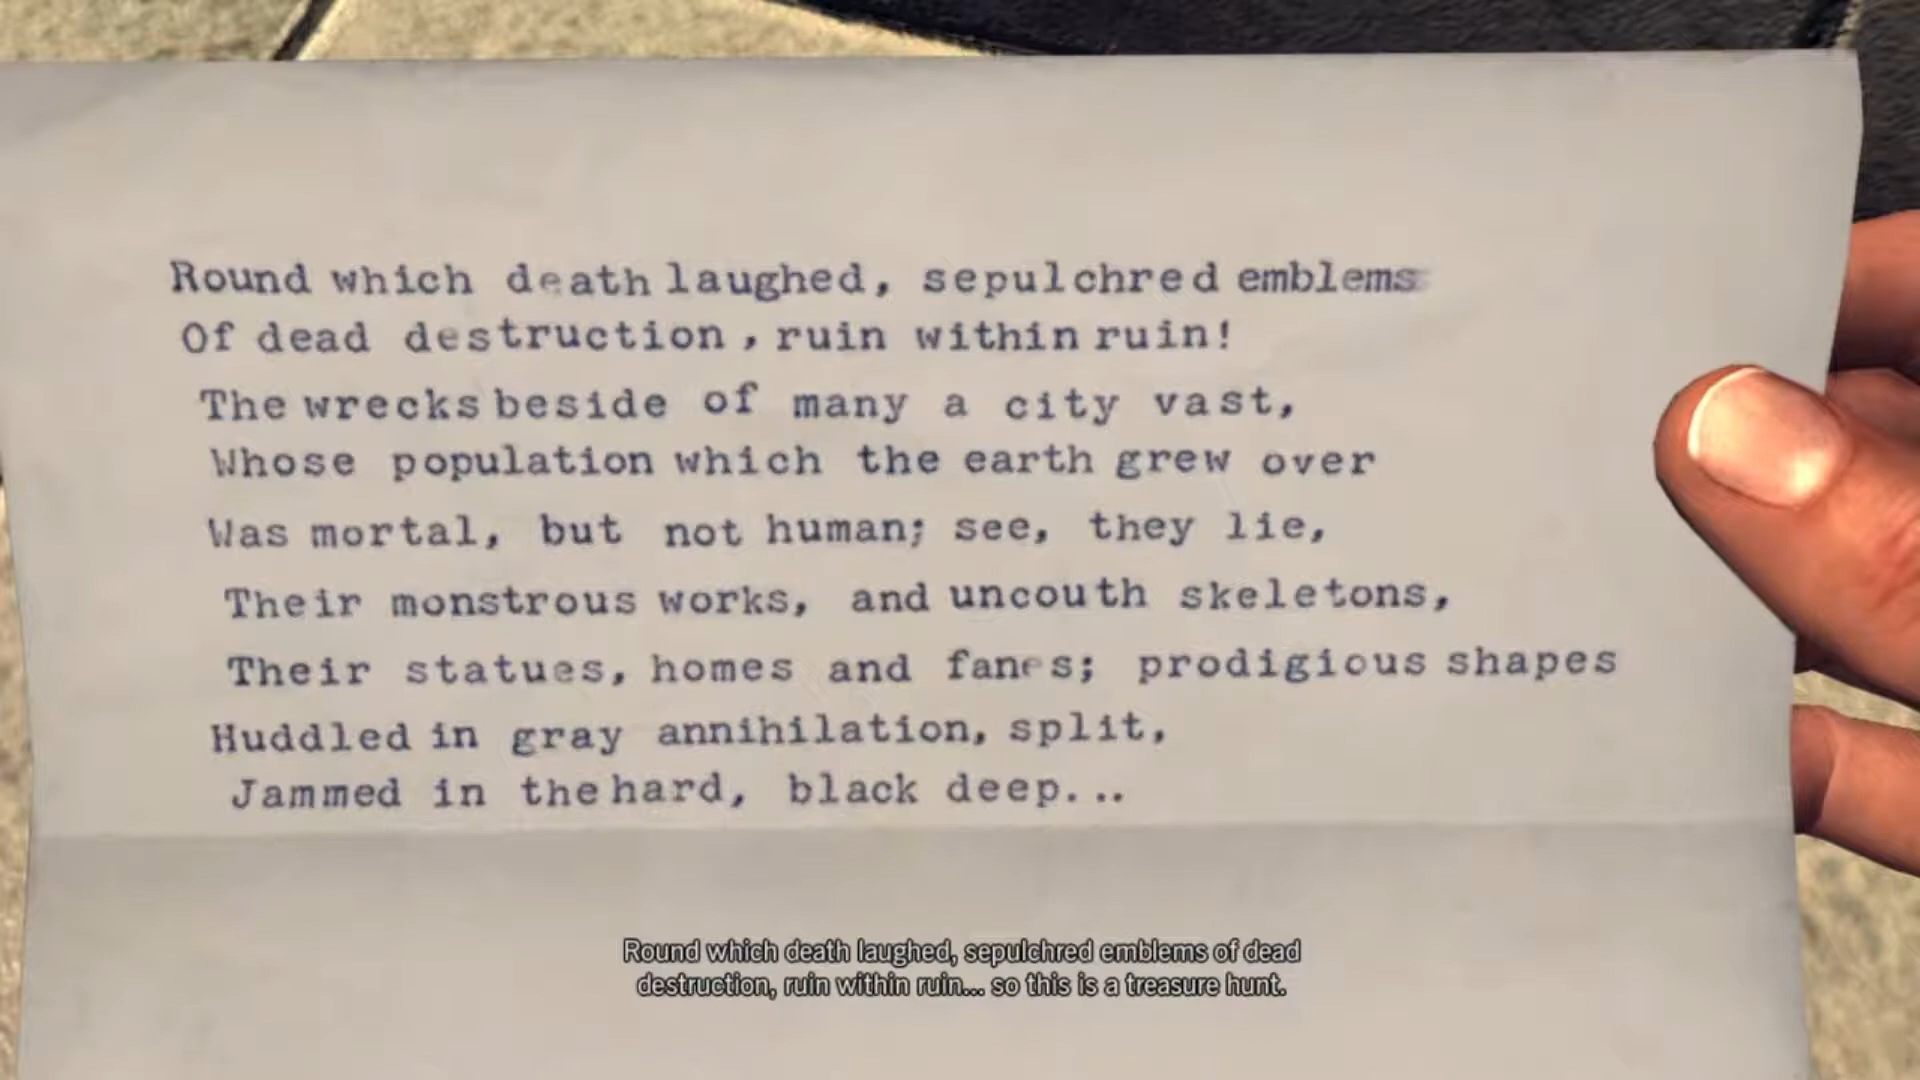 Round which death laughed, sepulchred emblems
Of dead destruction, ruin within ruin!
The wrecks beside of many a city vast,
Whose population which the earth grew over
Was mortal, but not human; see, they lie,
Their monstrous works, and uncouth skeletons,
Their statues, homes and fanes; prodigious shapes
Huddled in gray annihilation, split,
Jammed in the hard, black deep...
Round which death laughed, sepulchred emblems of dead
destruction, ruin within ruin... so this is a treasure hunt.